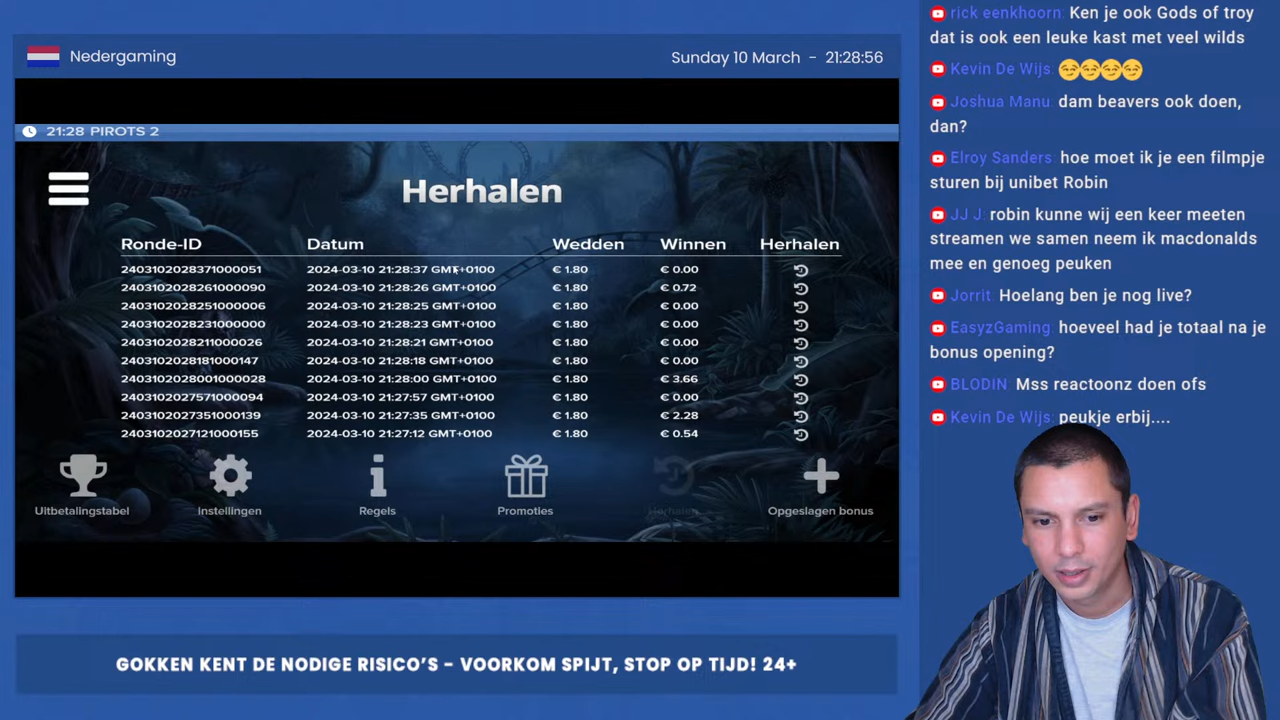 Nedergaming
Sunday 10 March - 21:28:56
21:28 PIROTS 2
Herhalen
Ronde-ID Datum Wedden Winnen Herhalen
2403102028371000051 2024-03-10 21:28:37 GMT+0100 € 1.80 € 0.00
2403102028261000090 2024-03-10 21:28:26 GMT+0100 € 1.80 € 0.72
2403102028251000006 2024-03-10 21:28:25 GMT+0100 € 1.80 € 0.00
2403102028231000000 2024-03-10 21:28:23 GMT+0100 € 1.80 € 0.00
2403102028211000026 2024-03-10 21:28:21 GMT+0100 € 1.80 € 0.00
2403102028181000147 2024-03-10 21:28:18 GMT+0100 € 1.80 € 0.00
2403102028001000028 2024-03-10 21:28:00 GMT+0100 € 1.80 € 3.66
2403102027571000094 2024-03-10 21:27:57 GMT+0100 € 1.80 € 0.00
2403102027351000139 2024-03-10 21:27:35 GMT+0100 € 1.80 € 2.28
2403102027121000155 2024-03-10 21:27:12 GMT+0100 € 1.80 € 0.54
Uitbetalingstabel Instellingen Regels Promoties Herhalen Opgeslagen bonus
GOKKEN KENT DE NODIGE RISICO'S - VOORKOM SPIJT, STOP OP TIJD! 24+
rick eenkhoorn: Ken je ook Gods of troy
dat is ook een leuke kast met veel wilds
Kevin De Wijs: 😏😏😏😏
Joshua Manu: dam beavers ook doen,
dan?
Elroy Sanders: hoe moet ik je een filmpje
sturen bij unibet Robin
JJ J: robin kunne wij een keer meeten
streamen we samen neem ik macdonalds
mee en genoeg peuken
Jorrit: Hoelang ben je nog live?
EasyzGaming: hoeveel had je totaal na je
bonus opening?
BLODIN: Mss reactoonz doen ofs
Kevin De Wijs: peukje erbij....